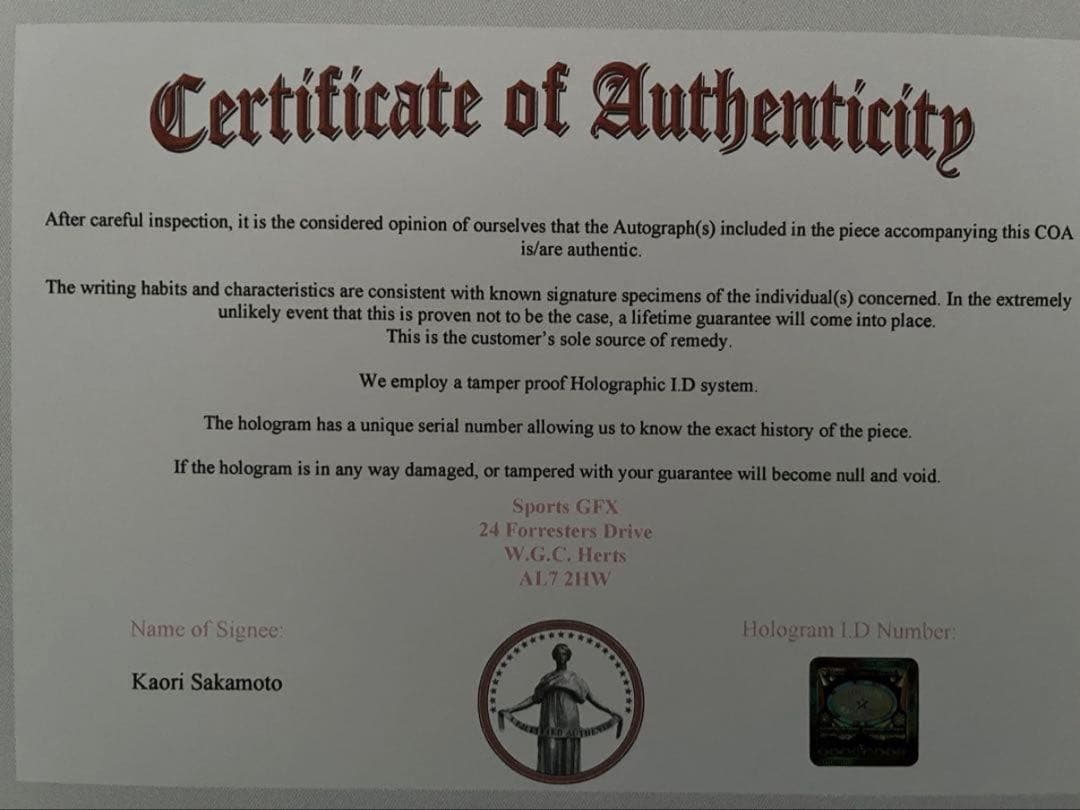 Certificate of Authenticity
After careful inspection, it is the considered opinion of ourselves that the Autograph(s) included in the piece accompanying this COA
is/are authentic.
The writing habits and characteristics are consistent with known signature specimens of the individual(s) concerned. In the extremely
unlikely event that this is proven not to be the case, a lifetime guarantee will come into place.
This is the customer's sole source of remedy.
We employ a tamper proof Holographic I.D system.
The hologram has a unique serial number allowing us to know the exact history of the piece.
If the hologram is in any way damaged, or tampered with your guarantee will become null and void.
Sports GFX
24 Forresters Drive
W.G.C. Herts
AL7 2HW
Name of Signee:
Hologram I.D Number:
Kaori Sakamoto